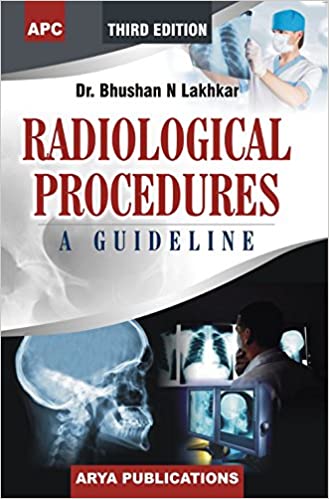 APC
THIRD EDITION
Dr. Bhushan N Lakhkar
RADIOLOGICAL
PROCEDURES
A GUIDELINE
ARYA PUBLICATIONS